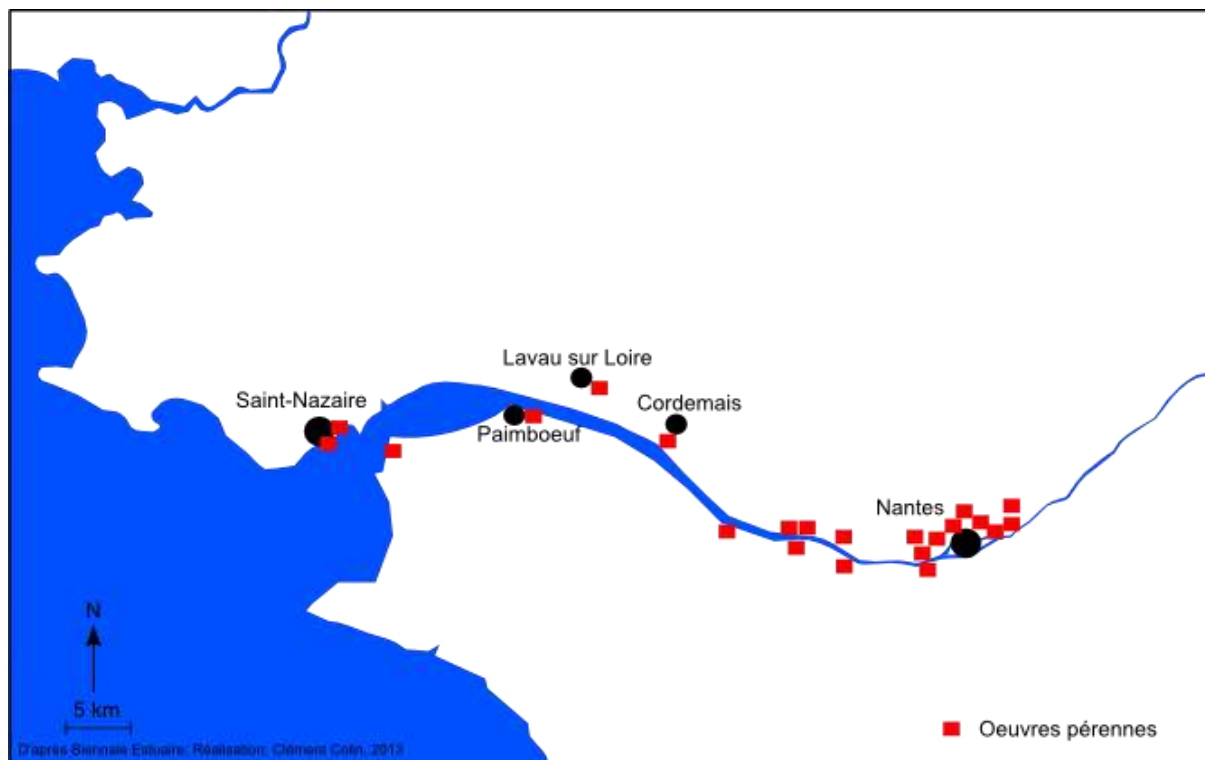 Lavau sur Loire
Saint-Nazaire
Cordemais
Paimboeuf
Nantes
N
5 km
Oeuvres pérennes
D'après Biennale Estuaire. Réalisation: Clément Colin, 2013